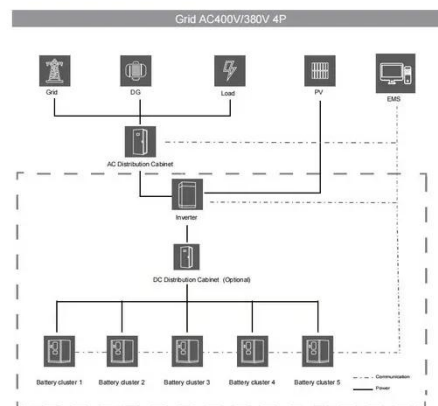 Grid AC400V/380V 4P
Grid
DG
Load
PV
EMS
AC Distribution Cabinet
Inverter
DC Distribution Cabinet (Optional)
Battery cluster 1
Battery cluster 2
Battery cluster 3
Battery cluster 4
Battery cluster 5
Communication
Power